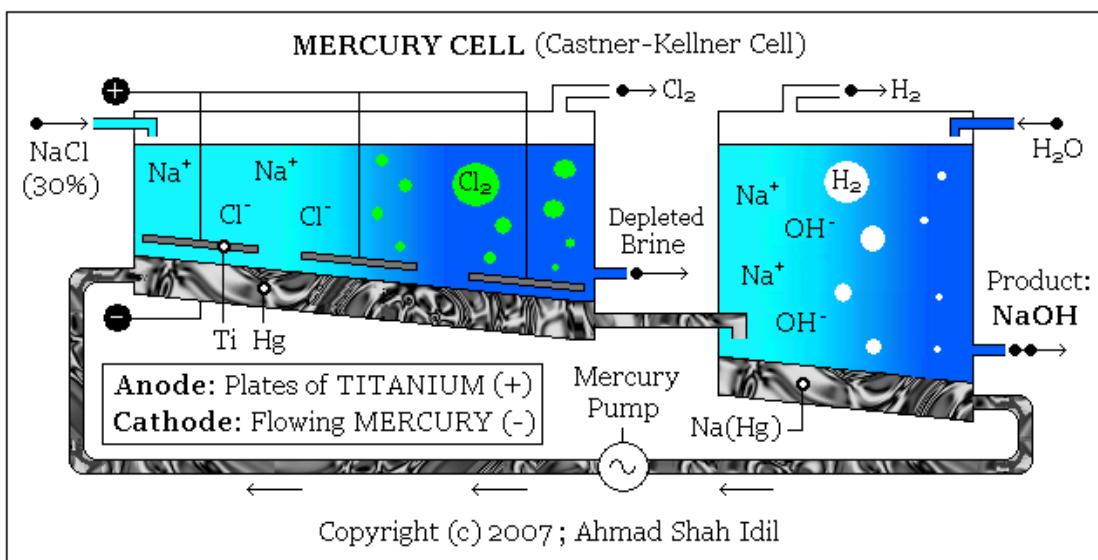 MERCURY CELL (Castner-Kellner Cell)
+
Cl₂
H₂
NaCl
(30%)
H₂O
Na⁺
Na⁺
Cl₂
Cl⁻
Cl⁻
Depleted
Brine
H₂
Na⁺
OH⁻
Na⁺
OH⁻
Product:
NaOH
−
Ti
Hg
Anode: Plates of TITANIUM (+)
Cathode: Flowing MERCURY (-)
Mercury
Pump
Na(Hg)
Copyright (c) 2007 ; Ahmad Shah Idil